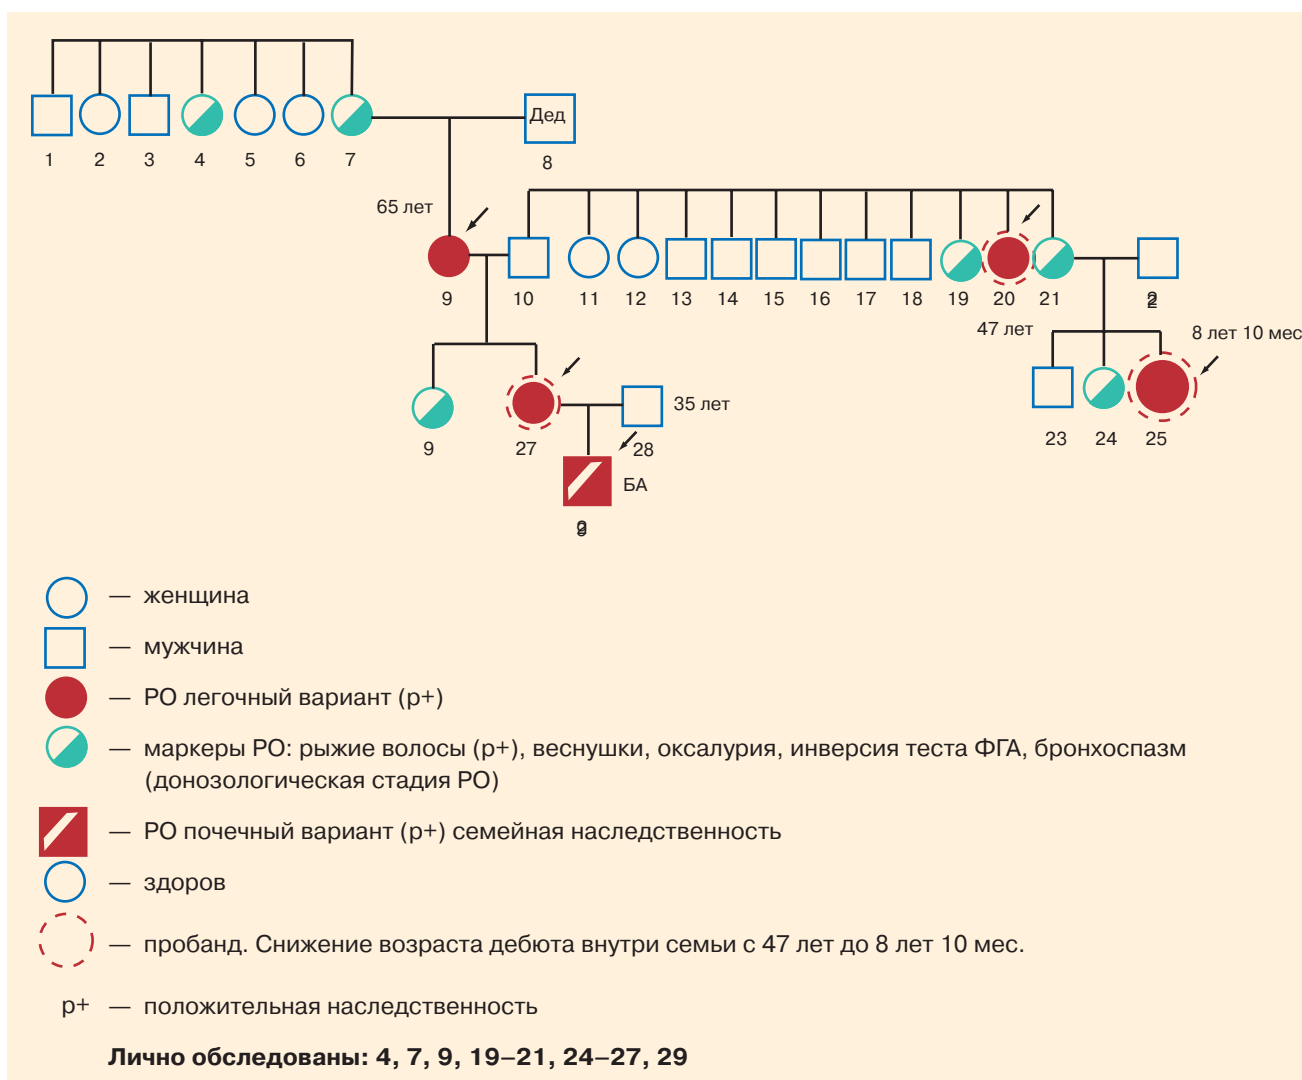 Дед
1 2 3 4 5 6 7 8
65 лет
9 10 11 12 13 14 15 16 17 18 19 20 21
47 лет
8 лет 10 мес
35 лет
23 24 25
9 27 28
БА
— женщина
— мужчина
— РО легочный вариант (р+)
— маркеры РО: рыжие волосы (р+), веснушки, оксалурия, инверсия теста ФГА, бронхоспазм
(донозологическая стадия РО)
— РО почечный вариант (р+) семейная наследственность
— здоров
— пробанд. Снижение возраста дебюта внутри семьи с 47 лет до 8 лет 10 мес.
р+ — положительная наследственность
Лично обследованы: 4, 7, 9, 19–21, 24–27, 29